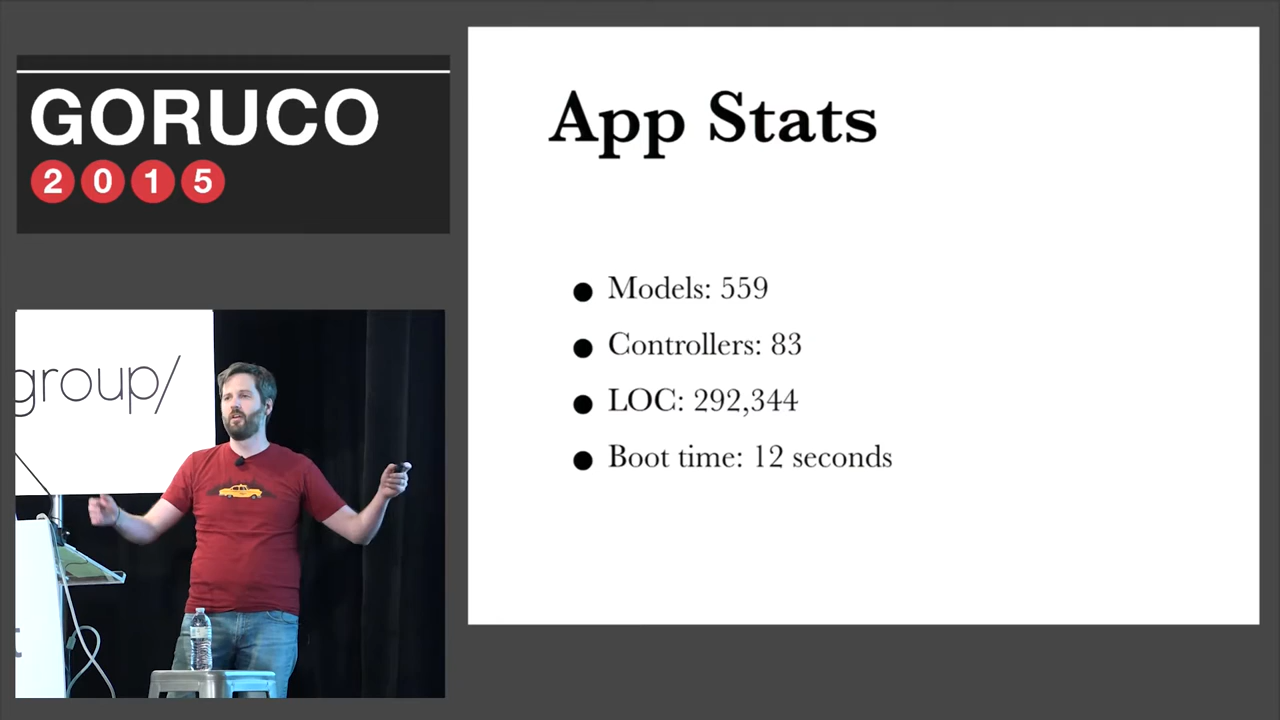 GORUCO
2015
App Stats
Models: 559
Controllers: 83
LOC: 292,344
Boot time: 12 seconds
group/
t